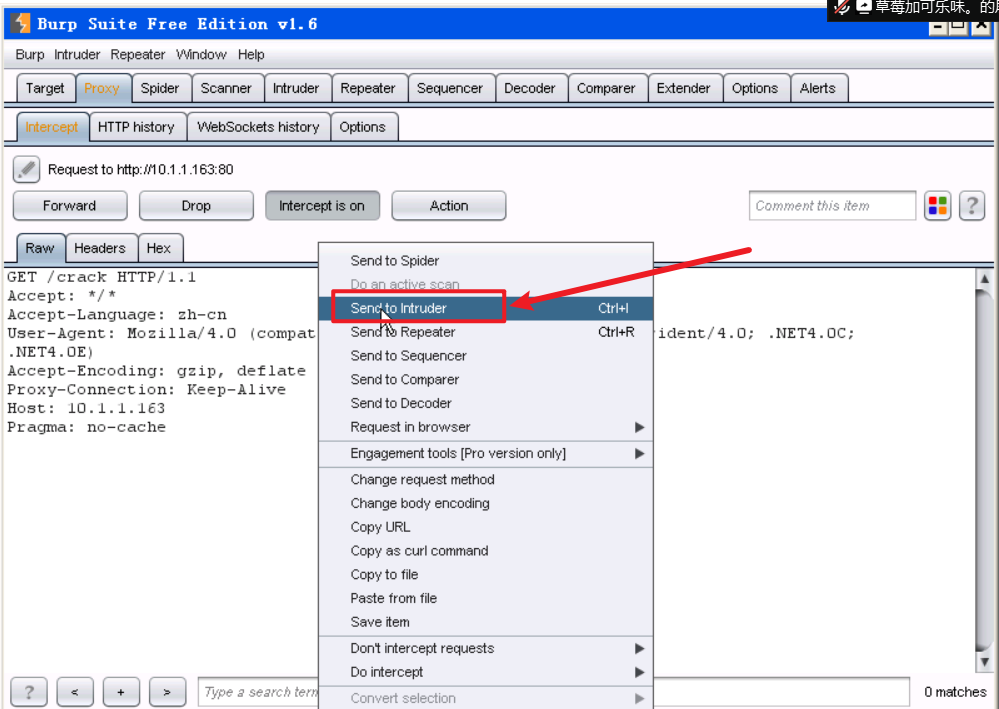 草莓加可乐味。的
Burp Suite Free Edition v1.6
Burp Intruder Repeater Window Help
Target Proxy Spider Scanner Intruder Repeater Sequencer Decoder Comparer Extender Options Alerts
Intercept HTTP history WebSockets history Options
Request to http://10.1.1.163:80
Forward Drop Intercept is on Action Comment this item ?
Raw Headers Hex
GET /crack HTTP/1.1
Accept: */*
Accept-Language: zh-cn
User-Agent: Mozilla/4.0 (compat ident/4.0; .NET4.0C;
.NET4.0E)
Accept-Encoding: gzip, deflate
Proxy-Connection: Keep-Alive
Host: 10.1.1.163
Pragma: no-cache
Send to Spider
Do an active scan
Send to Intruder Ctrl+I
Send to Repeater Ctrl+R
Send to Sequencer
Send to Comparer
Send to Decoder
Request in browser
Engagement tools [Pro version only]
Change request method
Change body encoding
Copy URL
Copy as curl command
Copy to file
Paste from file
Save item
Don't intercept requests
Do intercept
Convert selection
? < + > Type a search term 0 matches